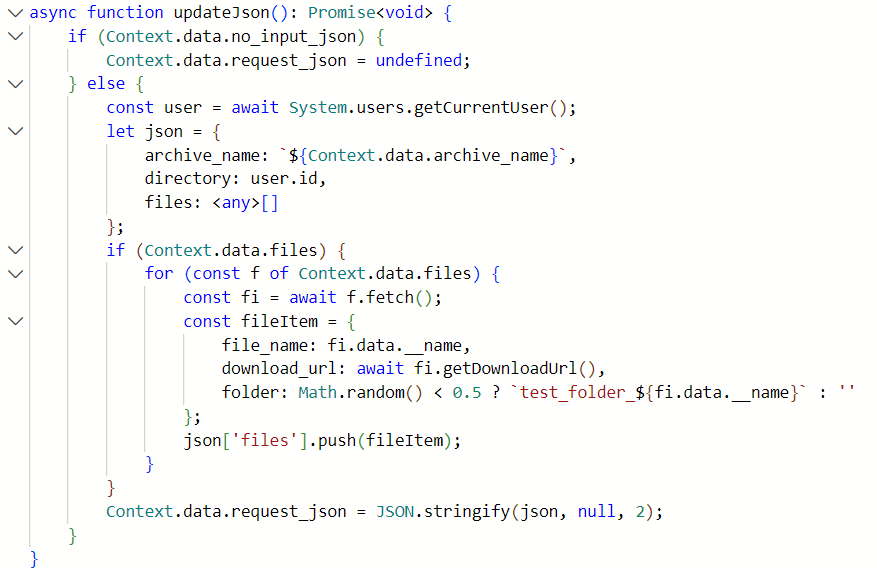 async function updateJson(): Promise<void> {
    if (Context.data.no_input_json) {
        Context.data.request_json = undefined;
    } else {
        const user = await System.users.getCurrentUser();
        let json = {
            archive_name: `${Context.data.archive_name}`,
            directory: user.id,
            files: <any>[]
        };
        if (Context.data.files) {
            for (const f of Context.data.files) {
                const fi = await f.fetch();
                const fileItem = {
                    file_name: fi.data.__name,
                    download_url: await fi.getDownloadUrl(),
                    folder: Math.random() < 0.5 ? `test_folder_${fi.data.__name}` : ''
                };
                json['files'].push(fileItem);
            }
        }
        Context.data.request_json = JSON.stringify(json, null, 2);
    }
}